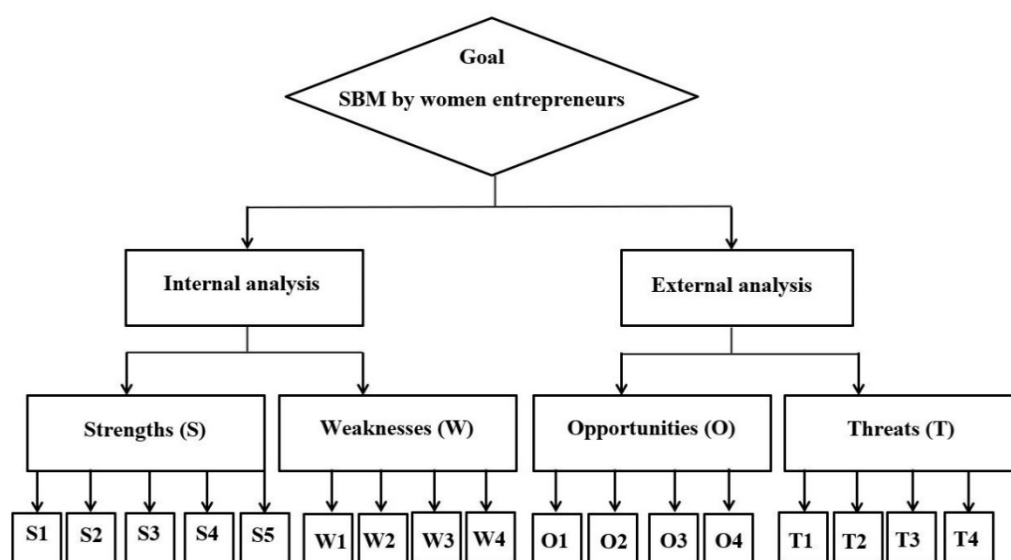 Goal
SBM by women entrepreneurs
Internal analysis
External analysis
Strengths (S)
Weaknesses (W)
Opportunities (O)
Threats (T)
S1
S2
S3
S4
S5
W1
W2
W3
W4
O1
O2
O3
O4
T1
T2
T3
T4